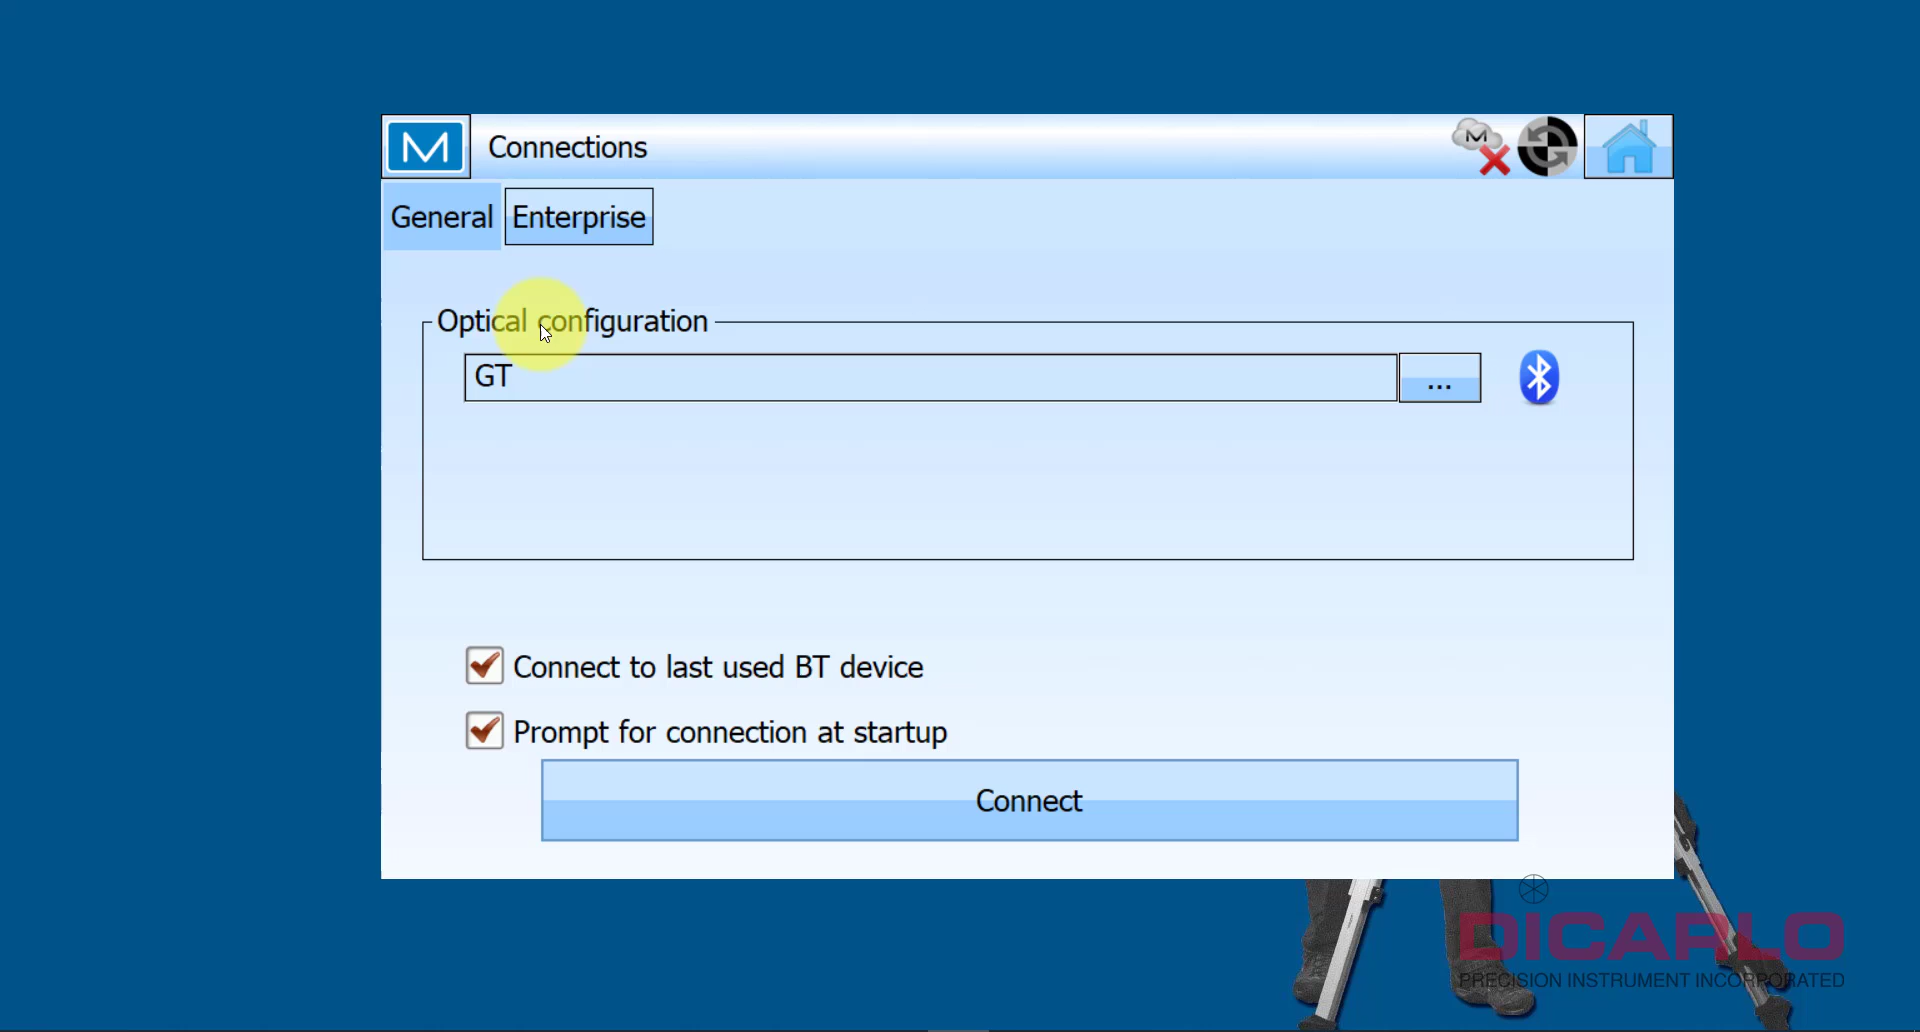 Connections
General
Enterprise
Optical configuration
GT
...
Connect to last used BT device
Prompt for connection at startup
Connect
DICARLO
PRECISION INSTRUMENT INCORPORATED